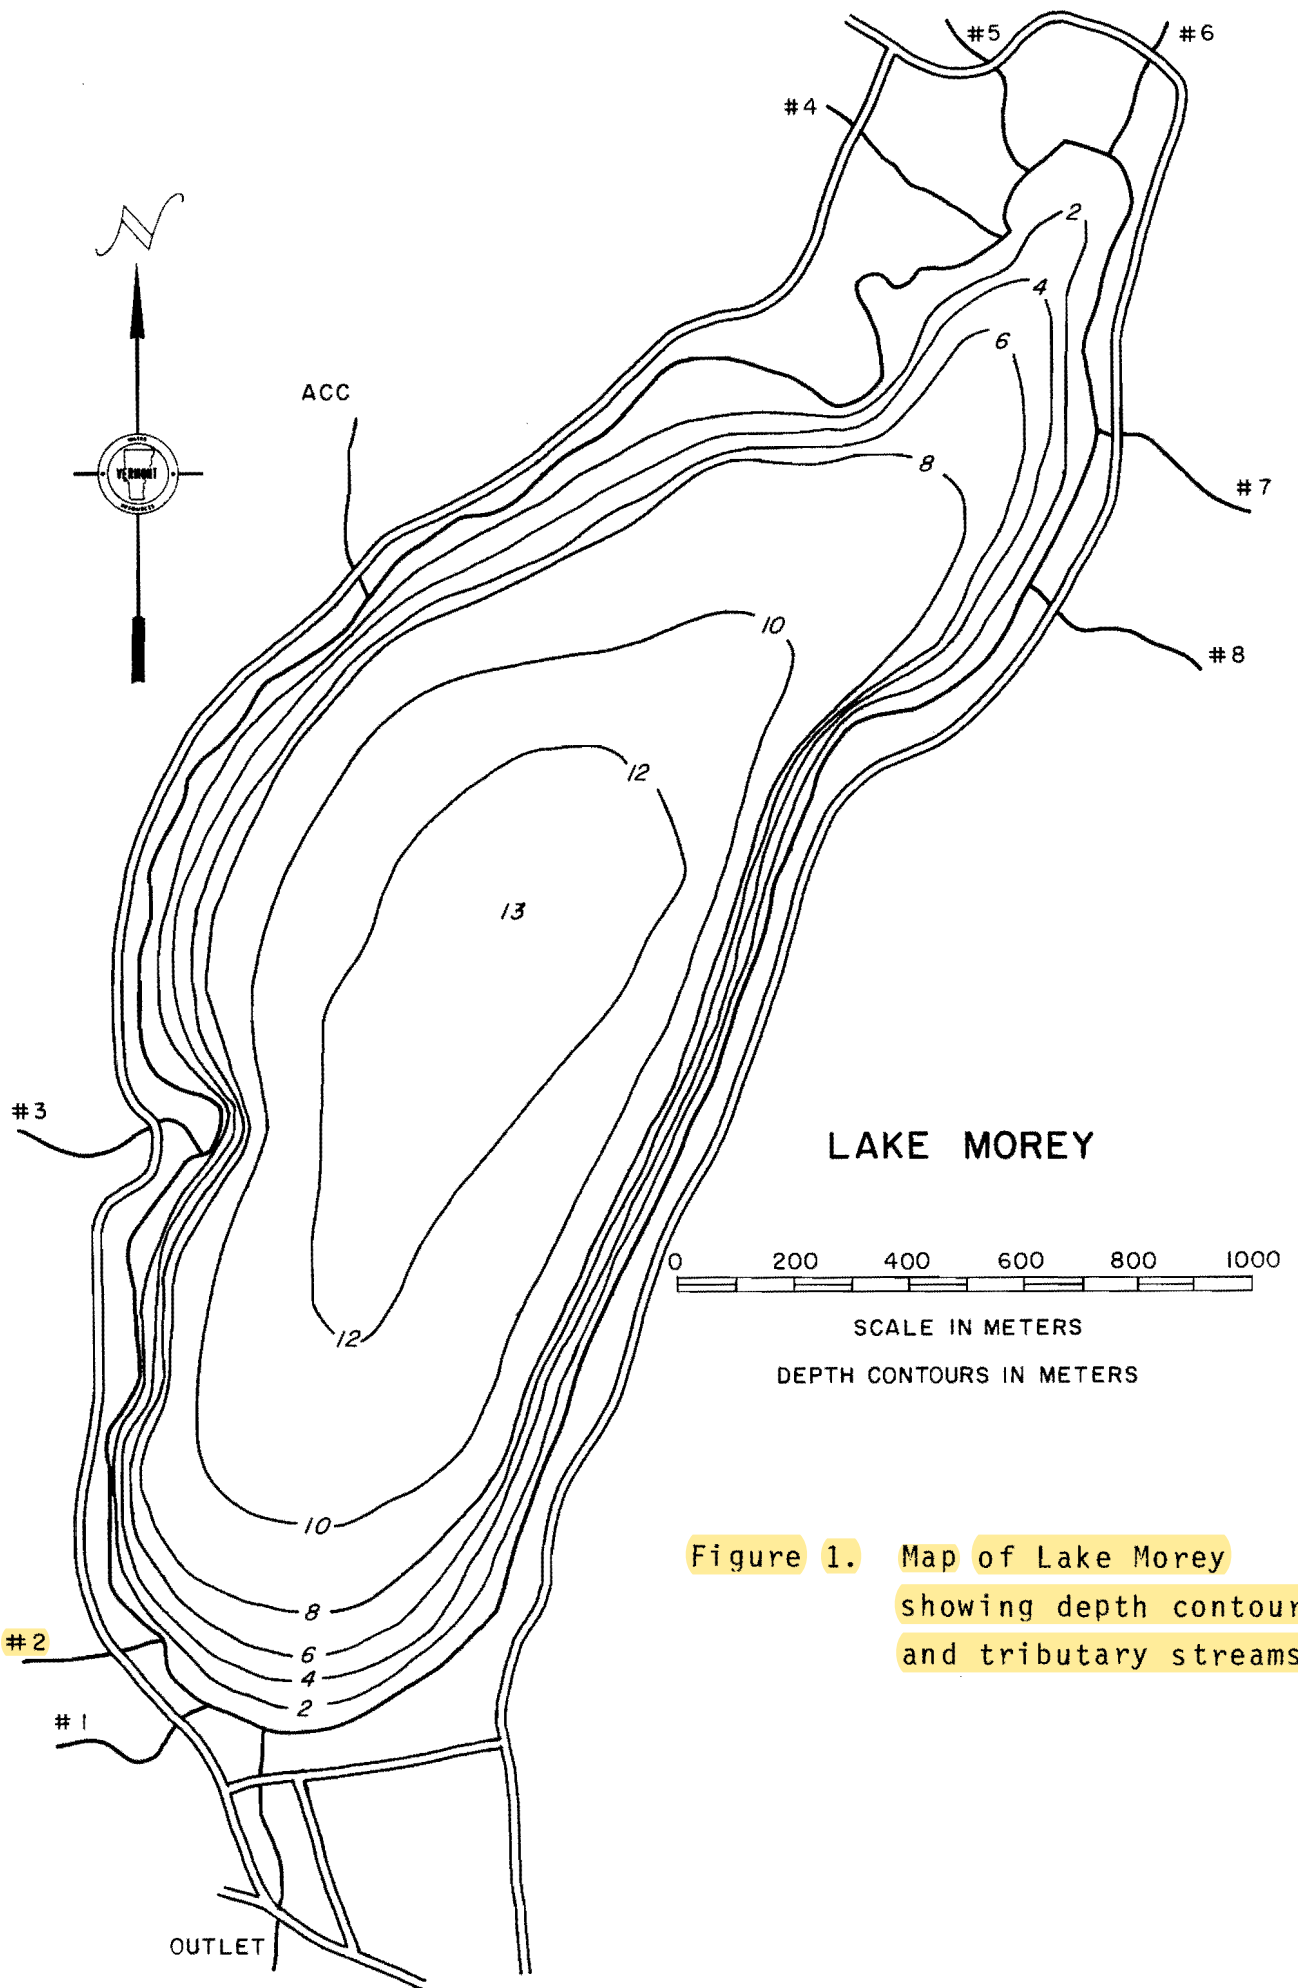 #5
#6
#4
N
2
4
6
ACC
8
VERMONT
#7
10
#8
12
13
#3
LAKE MOREY
0 200 400 600 800 1000
SCALE IN METERS
12
DEPTH CONTOURS IN METERS
10
Figure 1. Map of Lake Morey
showing depth contour
and tributary streams
8
#2
6
4
2
#1
OUTLET